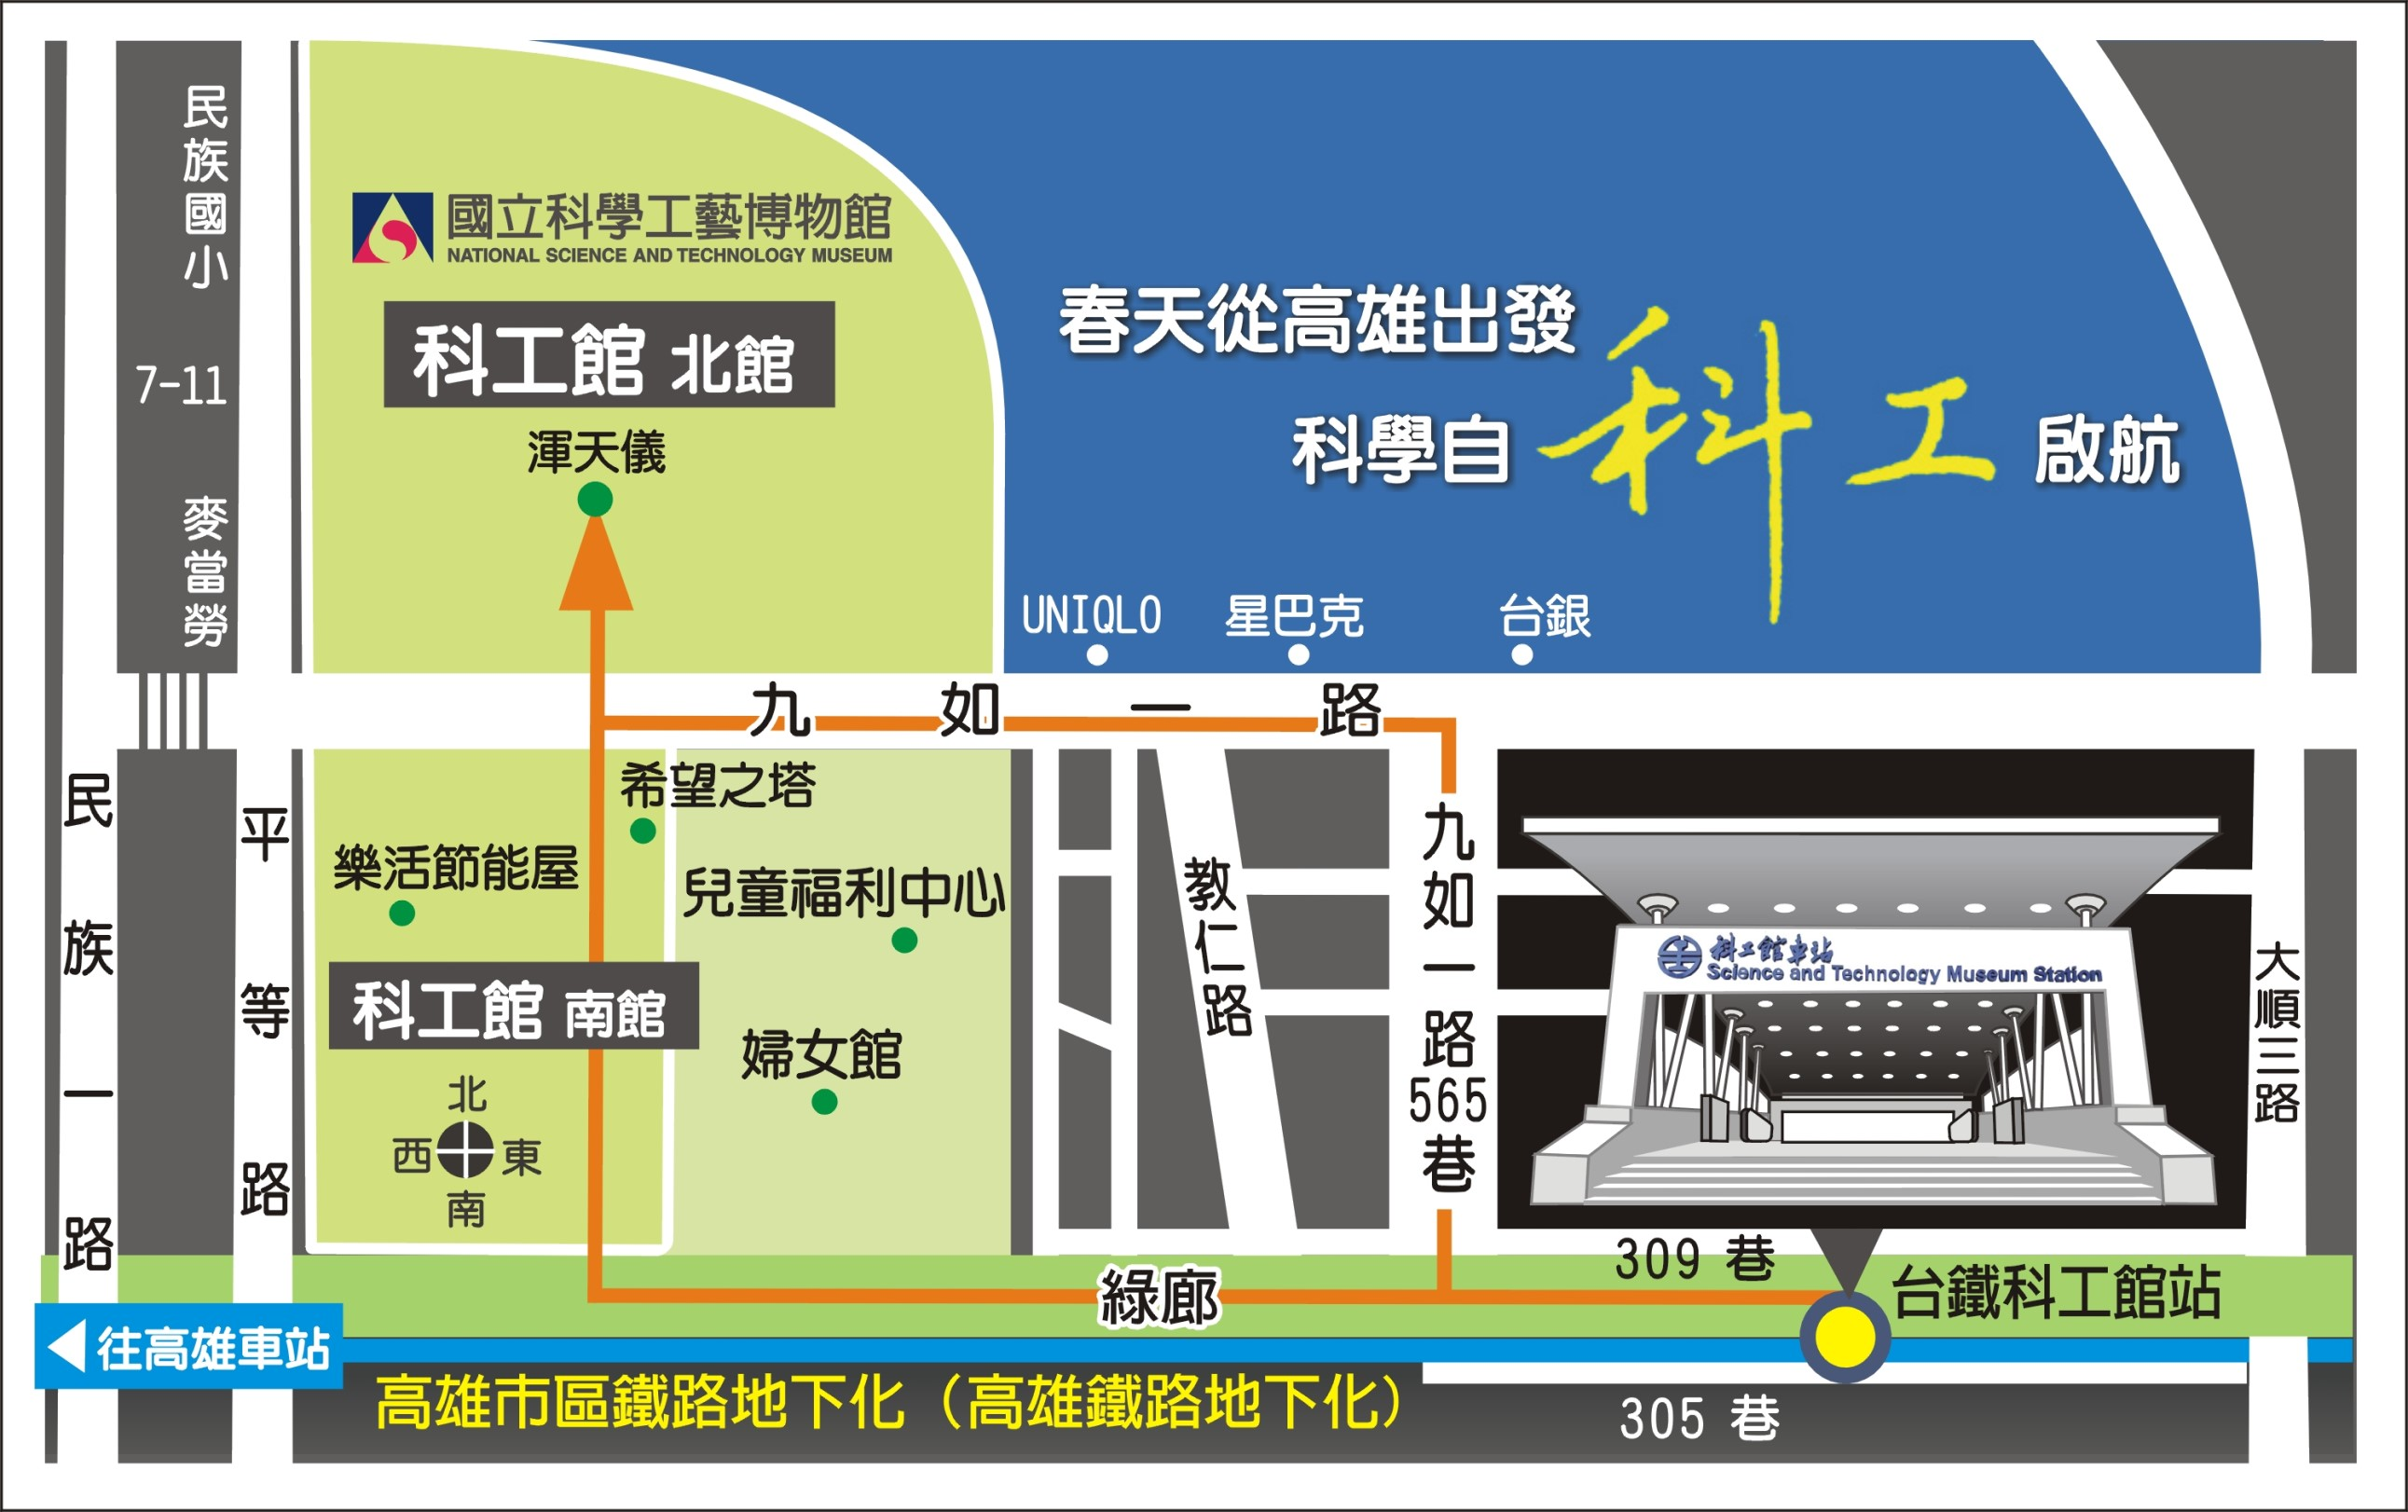 民族國小
7-11
麥當勞
國立科學工藝博物館
NATIONAL SCIENCE AND TECHNOLOGY MUSEUM
科工館 北館
渾天儀
春天從高雄出發
科學自 科工 啟航
UNIQLO
星巴克
台銀
九如一路
民族一路
平等路
希望之塔
樂活節能屋
兒童福利中心
科工館 南館
婦女館
北
西 東
南
教仁路
九如一路565巷
科工館車站
Science and Technology Museum Station
大順三路
309 巷
綠廊
台鐵科工館站
往高雄車站
高雄市區鐵路地下化（高雄鐵路地下化）
305 巷